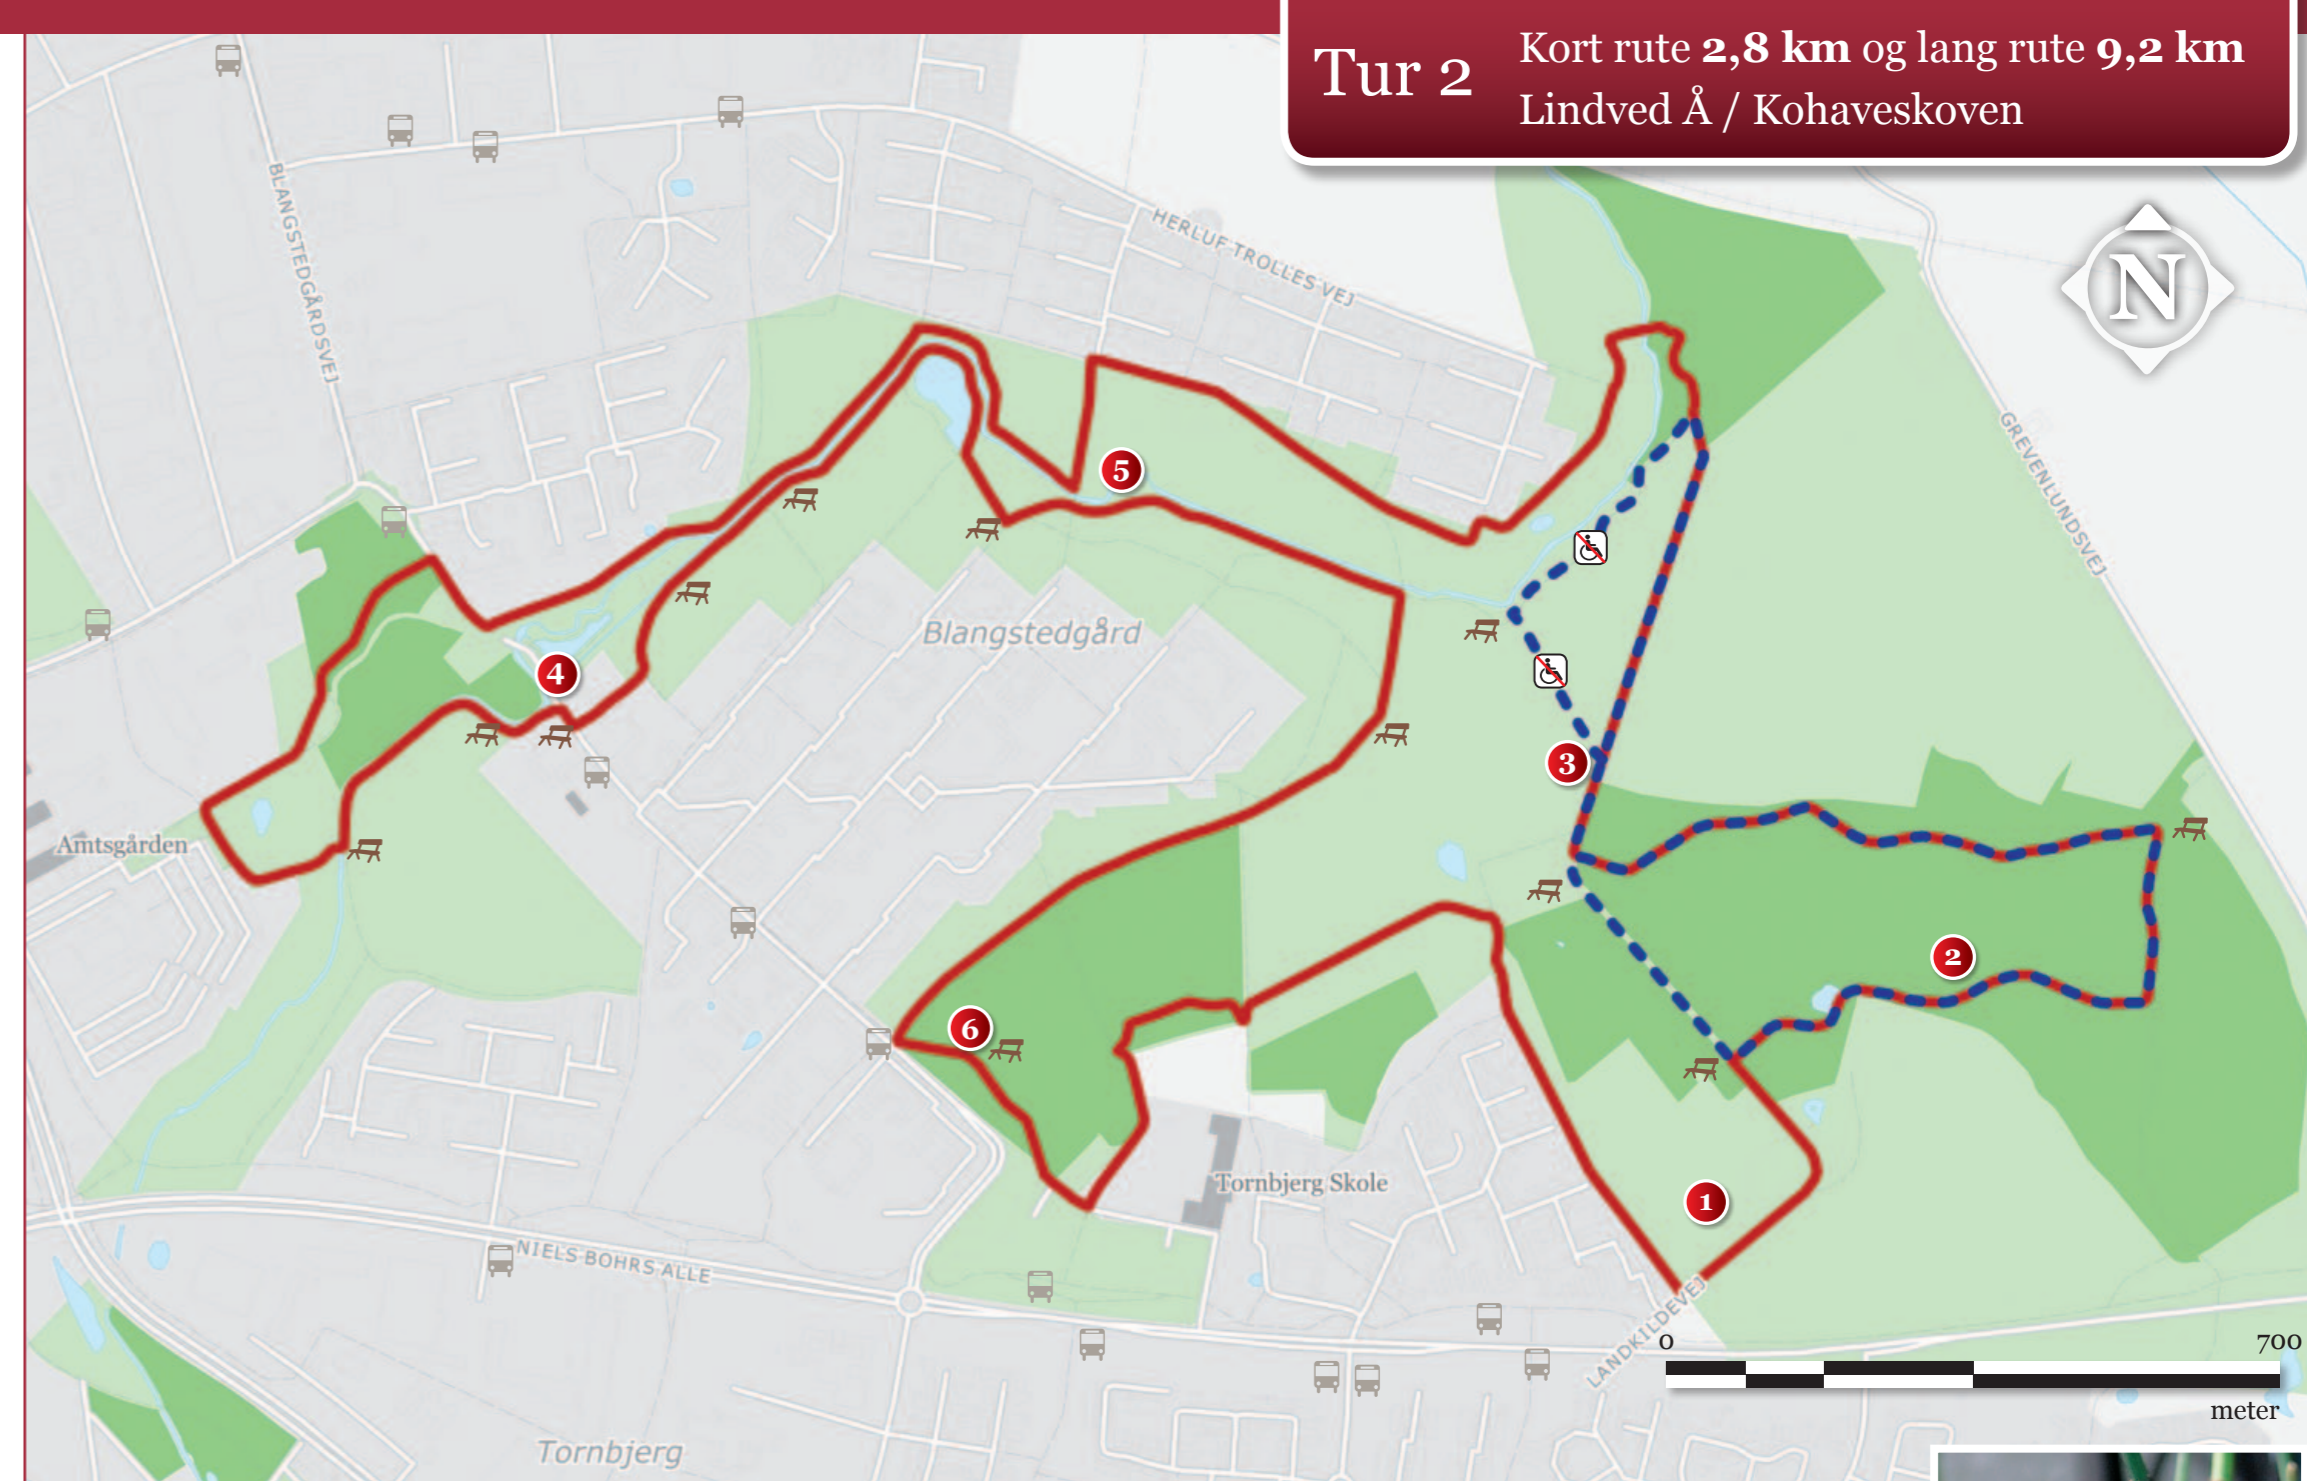 Tur 2
Kort rute 2,8 km og lang rute 9,2 km
Lindved Å / Kohaveskoven
N
BLANGSTEDGÅRDSVEJ
HERLUF TROLLES VEJ
GREVENLUNDSVEJ
5
Blangstedgård
4
3
Amtsgården
2
6
Tornbjerg Skole
1
NIELS BOHRS ALLE
LANDKILDEVEJ
0
700
meter
Tornbjerg